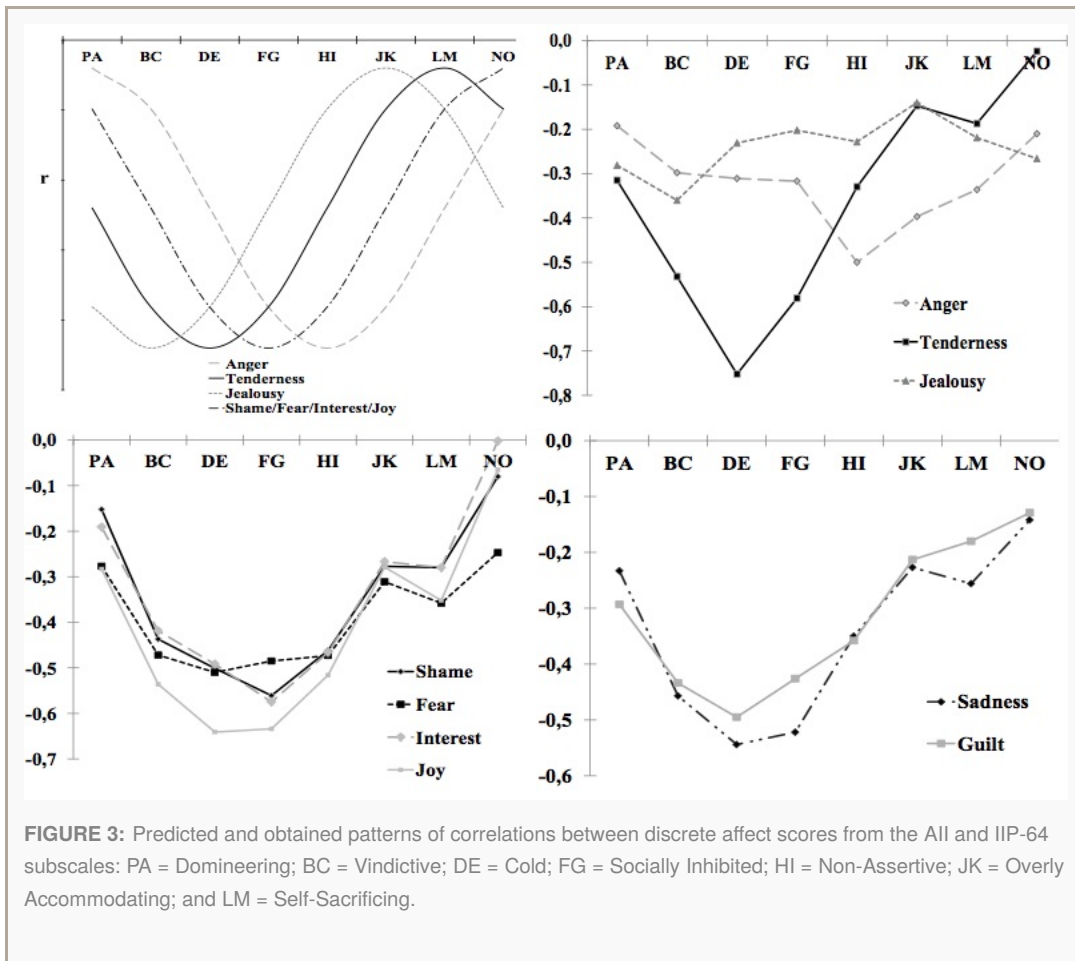 PA BC DE FG HI JK LM NO
r
Anger
Tenderness
Jealousy
Shame/Fear/Interest/Joy
0,0
PA BC DE FG HI JK LM NO
-0,1
-0,2
-0,3
-0,4
-0,5
-0,6
-0,7
-0,8
Anger
Tenderness
Jealousy
0,0
PA BC DE FG HI JK LM NO
-0,1
-0,2
-0,3
-0,4
-0,5
-0,6
-0,7
Shame
Fear
Interest
Joy
0,0
PA BC DE FG HI JK LM NO
-0,1
-0,2
-0,3
-0,4
-0,5
-0,6
Sadness
Guilt
FIGURE 3: Predicted and obtained patterns of correlations between discrete affect scores from the AII and IIP-64
subscales: PA = Domineering; BC = Vindictive; DE = Cold; FG = Socially Inhibited; HI = Non-Assertive; JK = Overly
Accommodating; and LM = Self-Sacrificing.